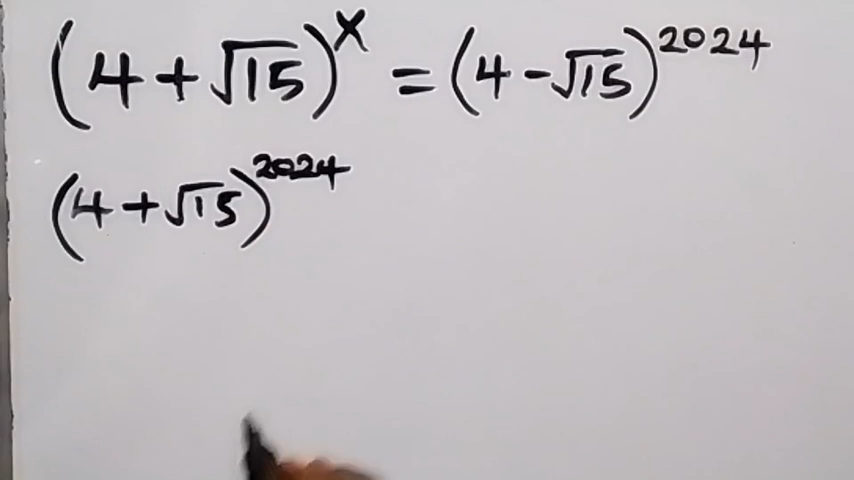 (4 + √15)^x = (4 - √15)^2024
(4 + √15)^2024